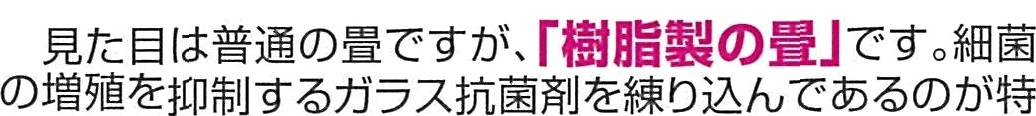 見た目は普通の畳ですが、「樹脂製の畳」です。細菌
の増殖を抑制するガラス抗菌剤を練り込んであるのが特